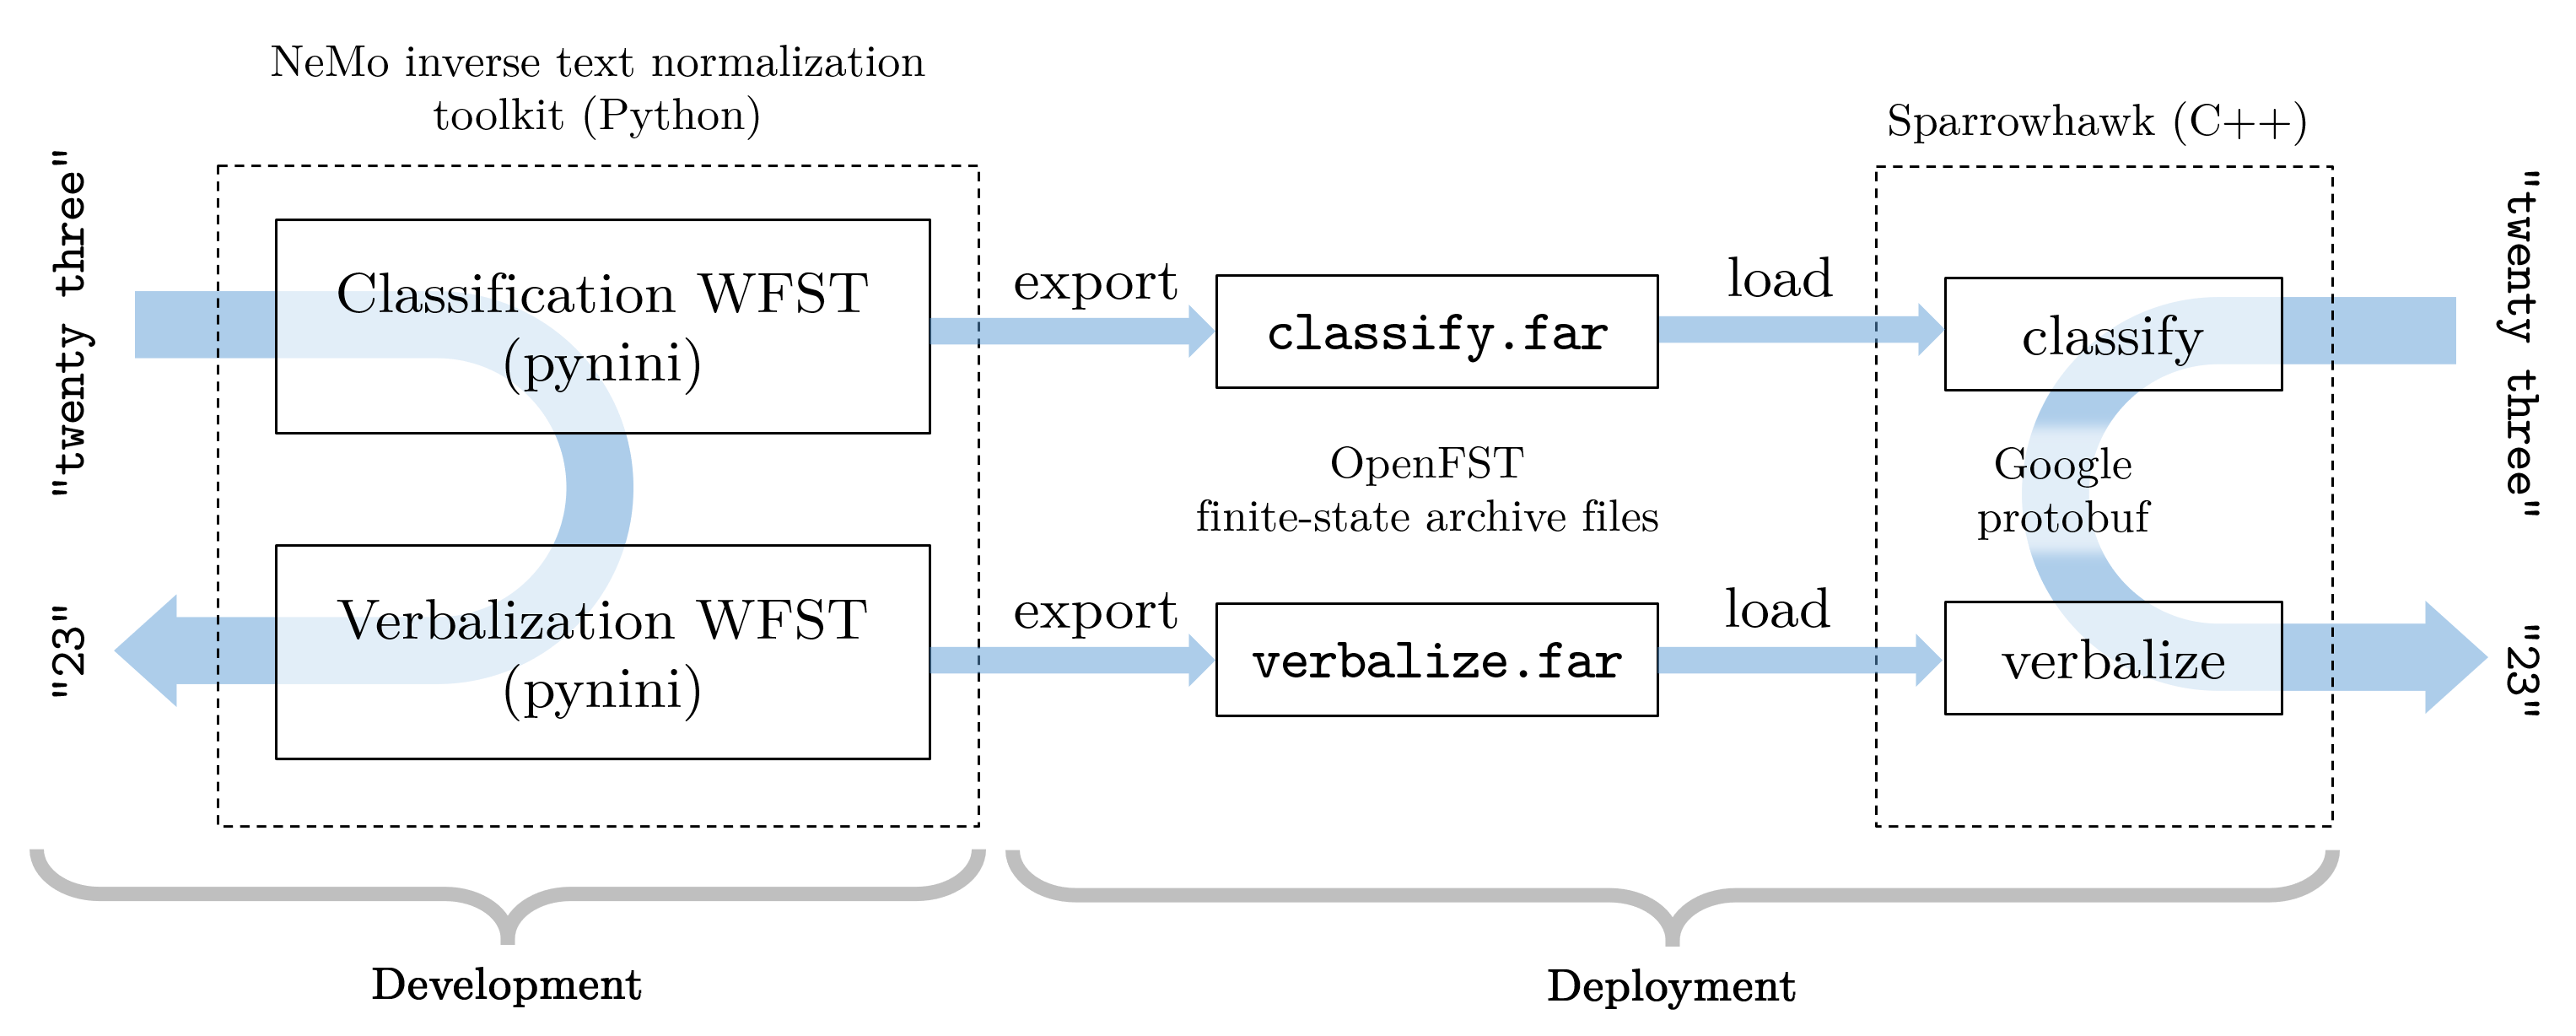 NeMo inverse text normalization
toolkit (Python)
Sparrowhawk (C++)
"twenty three"
"23"
Classification WFST
(pynini)
Verbalization WFST
(pynini)
export
export
classify.far
OpenFST
finite-state archive files
verbalize.far
load
load
classify
Google
protobuf
verbalize
"twenty three"
"23"
Development
Deployment